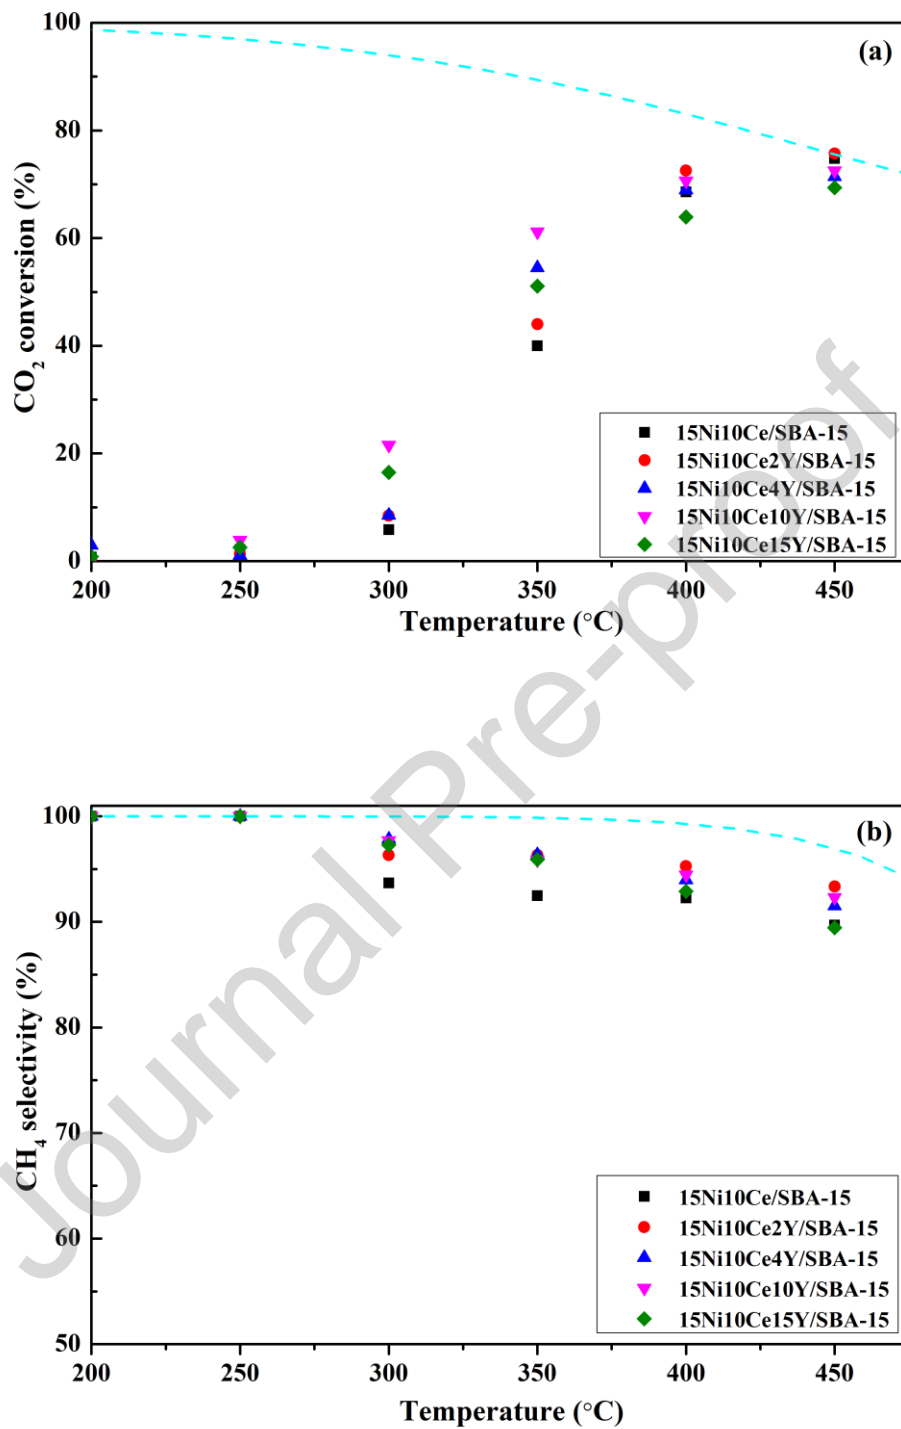 100
(a)
80
60
40
20
0
CO2 conversion (%)
15Ni10Ce/SBA-15
15Ni10Ce2Y/SBA-15
15Ni10Ce4Y/SBA-15
15Ni10Ce10Y/SBA-15
15Ni10Ce15Y/SBA-15
200 250 300 350 400 450
Temperature (°C)
Journal Pre-proof
100
(b)
90
80
70
60
50
CH4 selectivity (%)
15Ni10Ce/SBA-15
15Ni10Ce2Y/SBA-15
15Ni10Ce4Y/SBA-15
15Ni10Ce10Y/SBA-15
15Ni10Ce15Y/SBA-15
200 250 300 350 400 450
Temperature (°C)